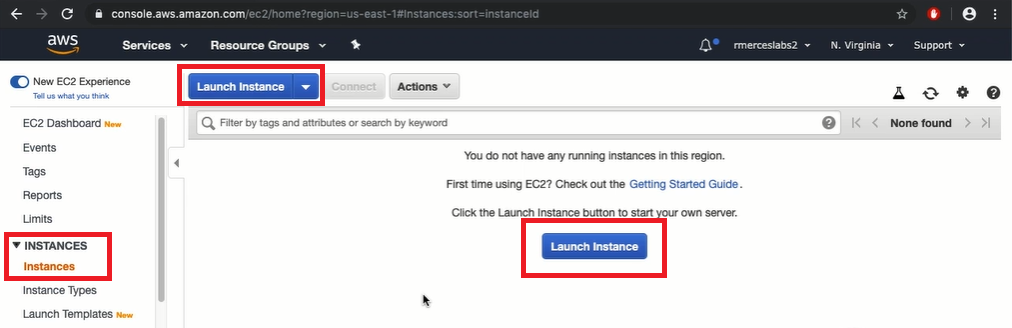 console.aws.amazon.com/ec2/home?region=us-east-1#Instances:sort=instanceId
aws
Services
Resource Groups
rmerceslabs2
N. Virginia
Support
New EC2 Experience
Tell us what you think
Launch Instance
Connect
Actions
EC2 Dashboard New
Filter by tags and attributes or search by keyword
None found
Events
Tags
Reports
Limits
INSTANCES
Instances
Instance Types
Launch Templates New
You do not have any running instances in this region.
First time using EC2? Check out the Getting Started Guide.
Click the Launch Instance button to start your own server.
Launch Instance